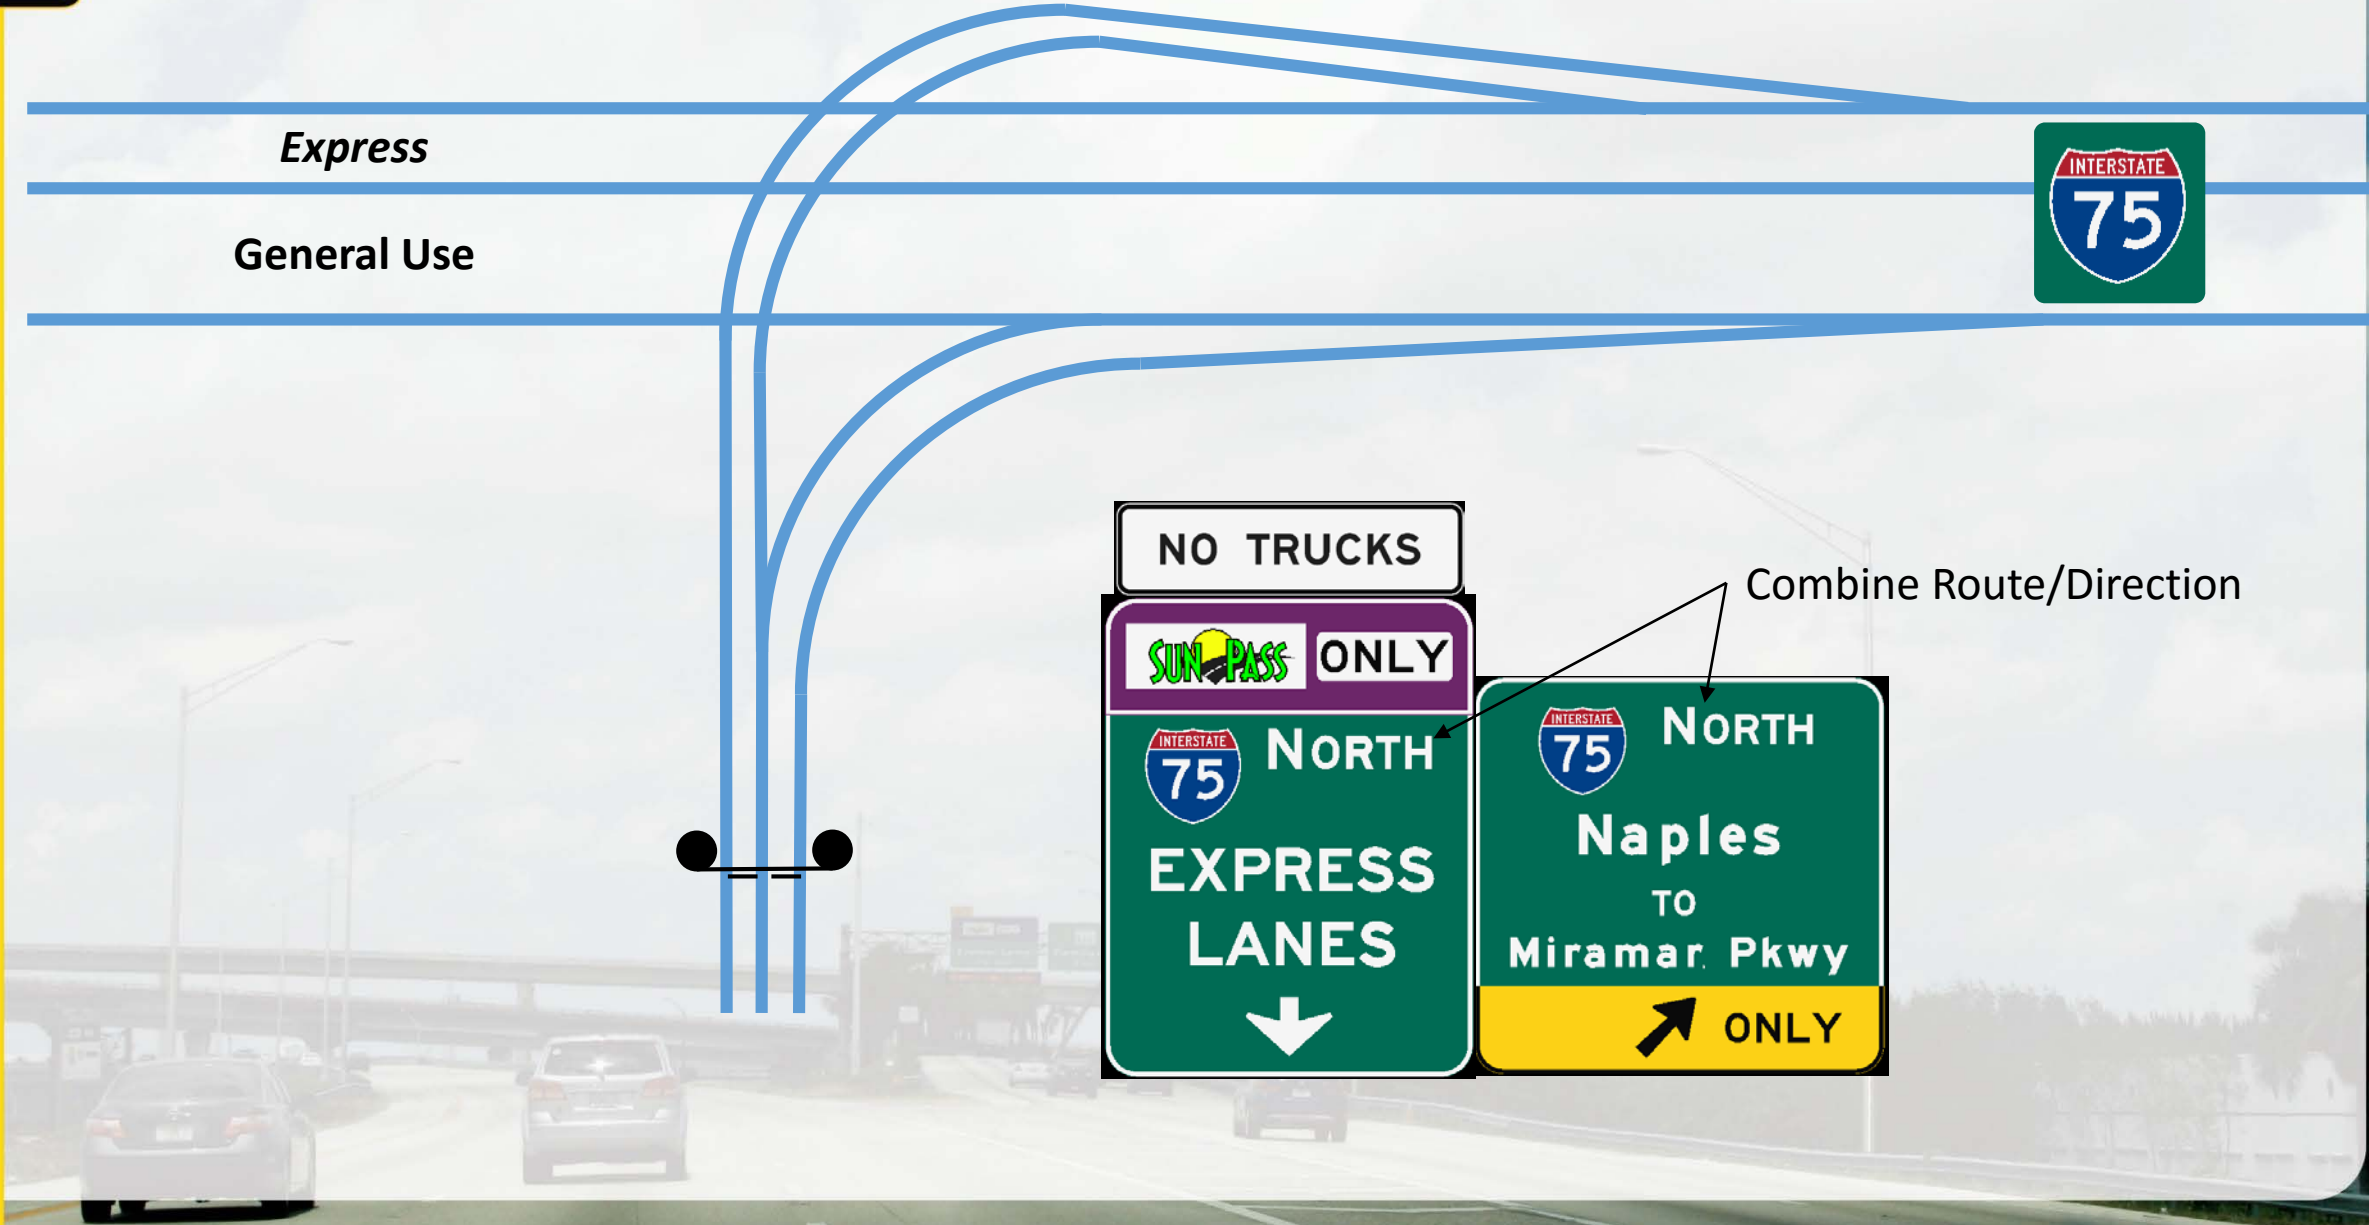 Express
General Use
INTERSTATE
75
NO TRUCKS
SUN PASS ONLY
INTERSTATE
75
NORTH
EXPRESS
LANES
Combine Route/Direction
INTERSTATE
75
NORTH
Naples
TO
Miramar Pkwy
ONLY